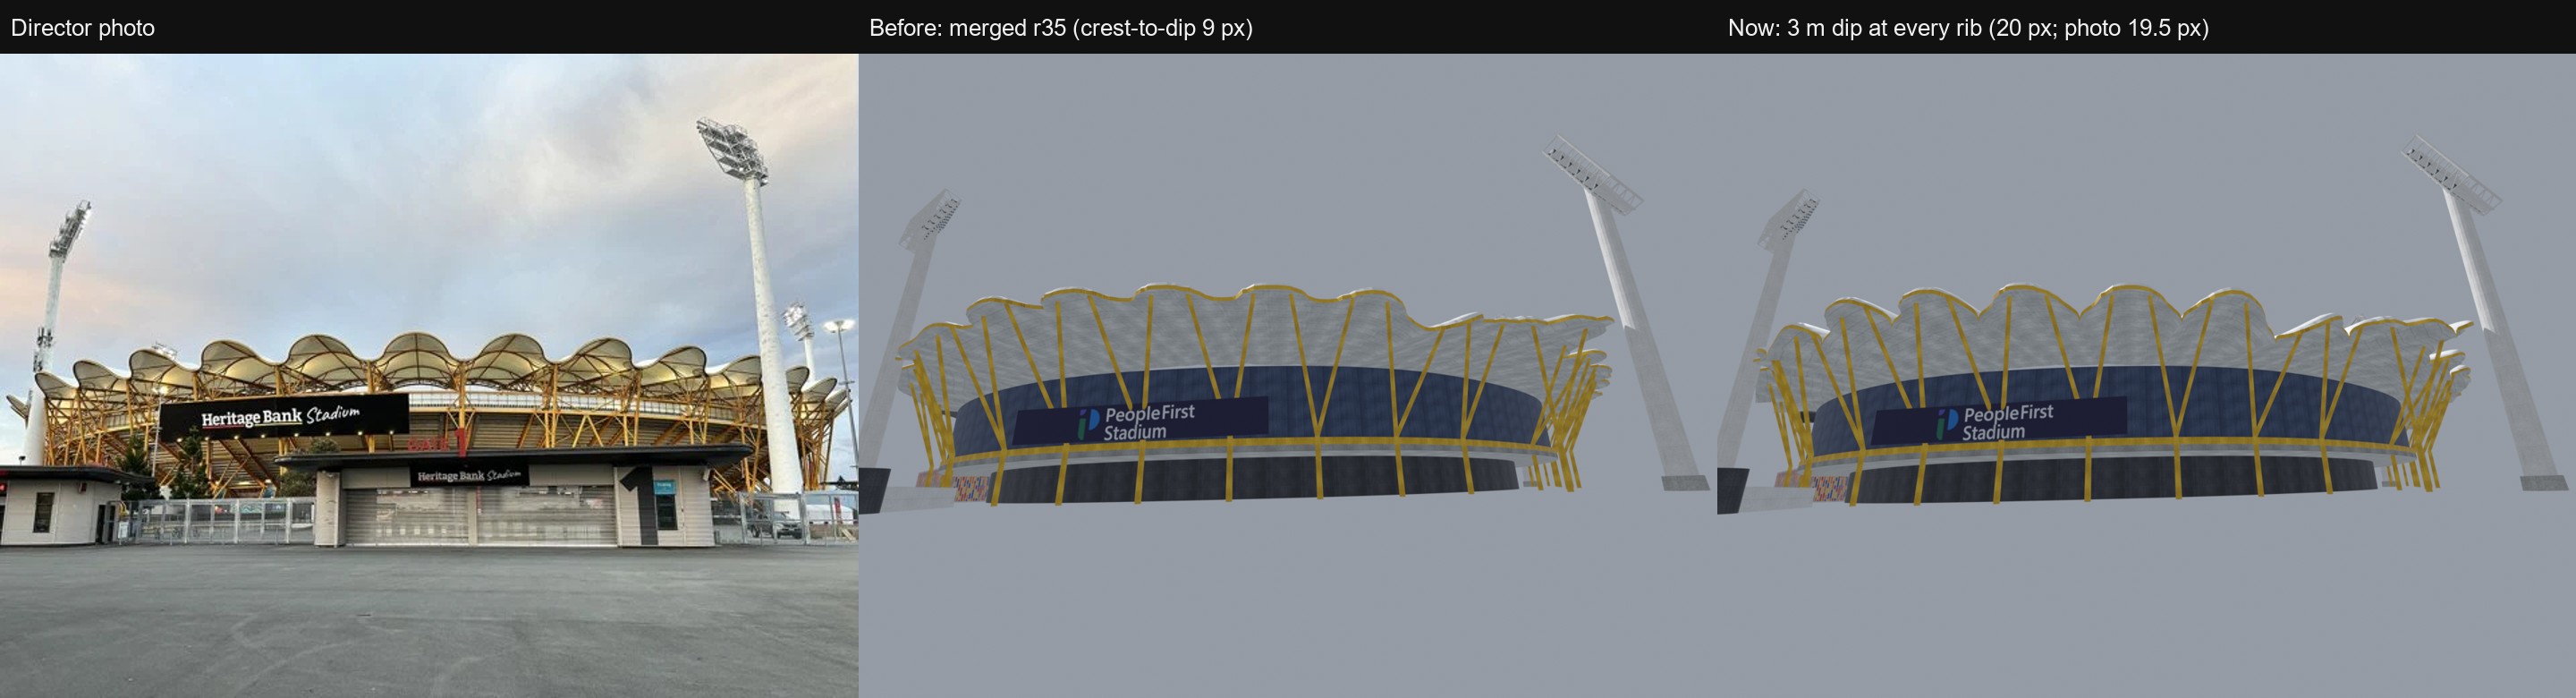 Director photo
Before: merged r35 (crest-to-dip 9 px)
Now: 3 m dip at every rib (20 px; photo 19.5 px)
Heritage Bank Stadium
GATE 1
Heritage Bank Stadium
PeopleFirst
Stadium
PeopleFirst
Stadium